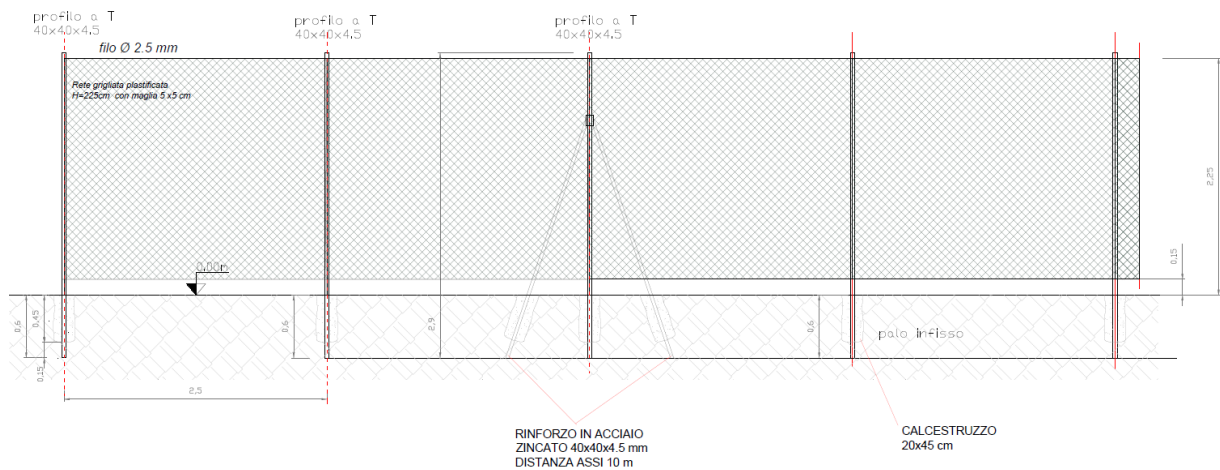 profilo a T
40x40x4.5
profilo a T
40x40x4.5
profilo a T
40x40x4.5
filo Ø 2.5 mm
Rete grigliata plastificata
H=225cm con maglia 5 x5 cm
2,25
0,15
0.00m
0,6
0,45
0,15
0,6
2,9
0,6
palo infisso
2,5
RINFORZO IN ACCIAIO
ZINCATO 40x40x4.5 mm
DISTANZA ASSI 10 m
CALCESTRUZZO
20x45 cm